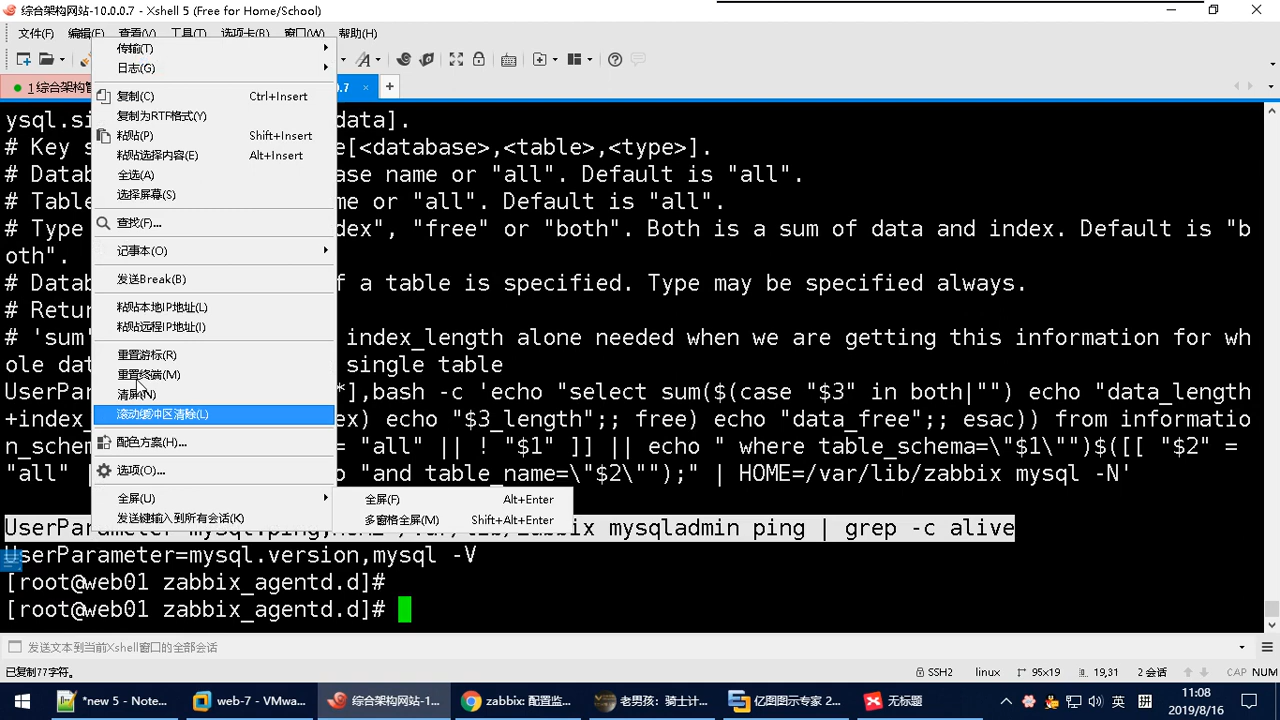 综合架构网站-10.0.0.7 - Xshell 5 (Free for Home/School)
文件(F) 编辑(E) 查看(V) 工具(T) 选项卡(B) 窗口(W) 帮助(H)
1 综合架构管
0.7
传输(T)
日志(G)
复制(C) Ctrl+Insert
复制为RTF格式(Y)
粘贴(P) Shift+Insert
粘贴选择内容(E) Alt+Insert
全选(A)
选择屏幕(S)
查找(F)...
记事本(O)
发送Break(B)
粘贴本地IP地址(L)
粘贴远程IP地址(I)
重置游标(R)
重置终端(M)
清屏(N)
滚动缓冲区清除(L)
配色方案(H)...
选项(O)...
全屏(U)
发送键输入到所有会话(K)
全屏(F) Alt+Enter
多窗格全屏(M) Shift+Alt+Enter
ysql.si data].
# Key s e[<database>,<table>,<type>].
# Datab ase name or "all". Default is "all".
# Table me or "all". Default is "all".
# Type dex", "free" or "both". Both is a sum of data and index. Default is "b
oth".
# Datab f a table is specified. Type may be specified always.
# Retur
# 'sum' index_length alone needed when we are getting this information for wh
ole dat single table
UserPar *],bash -c 'echo "select sum($(case "$3" in both|"") echo "data_length
+index_ x) echo "$3_length";; free) echo "data_free";; esac)) from informatio
n_schem = "all" || ! "$1" ]] || echo " where table_schema=\"$1\"")$([[ "$2" =
"all" | o "and table_name=\"$2\"");" | HOME=/var/lib/zabbix mysql -N'
UserParameter=mysql.ping,HOME=/var/lib/zabbix mysqladmin ping | grep -c alive
UserParameter=mysql.version,mysql -V
[root@web01 zabbix_agentd.d]#
[root@web01 zabbix_agentd.d]#
发送文本到当前Xshell窗口的全部会话
已复制77字符。 SSH2 linux 95x19 19,31 2 会话 CAP NUM
*new 5 - Note... web-7 - VMwa... 综合架构网站-1... zabbix: 配置监... 老男孩: 骑士计... 亿图图示专家 2... 无标题 英 拼 11:08
2019/8/16